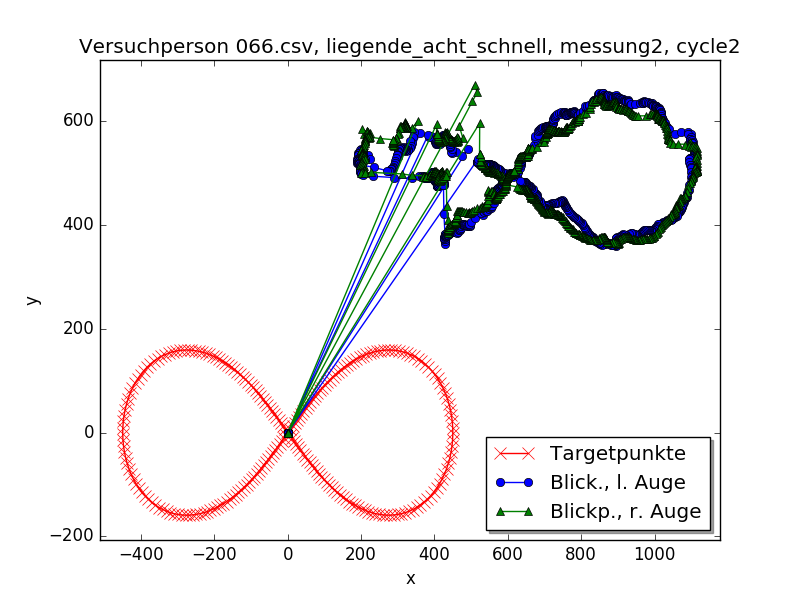 Versuchperson 066.csv, liegende_acht_schnell, messung2, cycle2
600
400
200
0
−200
y
−400
−200
0
200
400
600
800
1000
x
Targetpunkte
Blick., l. Auge
Blickp., r. Auge